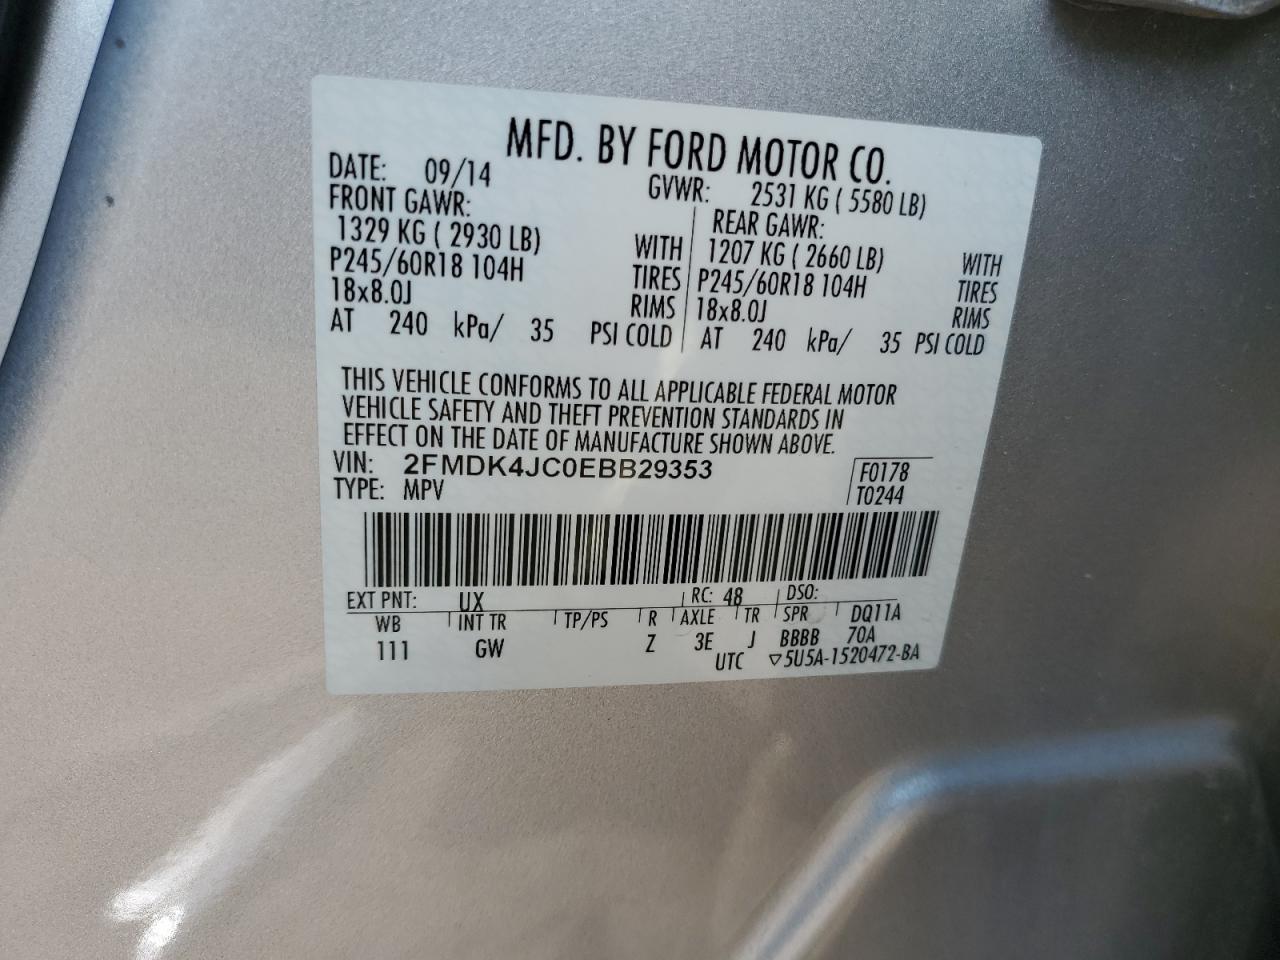 MFD. BY FORD MOTOR CO.
DATE: 09/14 GVWR: 2531 KG ( 5580 LB)
FRONT GAWR: REAR GAWR:
1329 KG ( 2930 LB) WITH 1207 KG ( 2660 LB) WITH
P245/60R18 104H TIRES P245/60R18 104H TIRES
18x8.0J RIMS 18x8.0J RIMS
AT 240 kPa/ 35 PSI COLD AT 240 kPa/ 35 PSI COLD
THIS VEHICLE CONFORMS TO ALL APPLICABLE FEDERAL MOTOR
VEHICLE SAFETY AND THEFT PREVENTION STANDARDS IN
EFFECT ON THE DATE OF MANUFACTURE SHOWN ABOVE.
VIN: 2FMDK4JC0EBB29353 F0178
TYPE: MPV T0244
EXT PNT: UX RC: 48 DSO:
WB INT TR TP/PS R AXLE TR SPR DQ11A
111 GW Z 3E J BBBB 70A
UTC ▽5U5A-1520472-BA